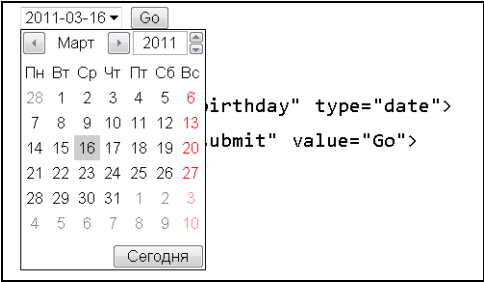 2011-03-16 Go
Март 2011
Пн Вт Ср Чт Пт Сб Вс
28 1 2 3 4 5 6
7 8 9 10 11 12 13
14 15 16 17 18 19 20
21 22 23 24 25 26 27
28 29 30 31 1 2 3
4 5 6 7 8 9 10
Сегодня
birthday" type="date">
submit" value="Go">